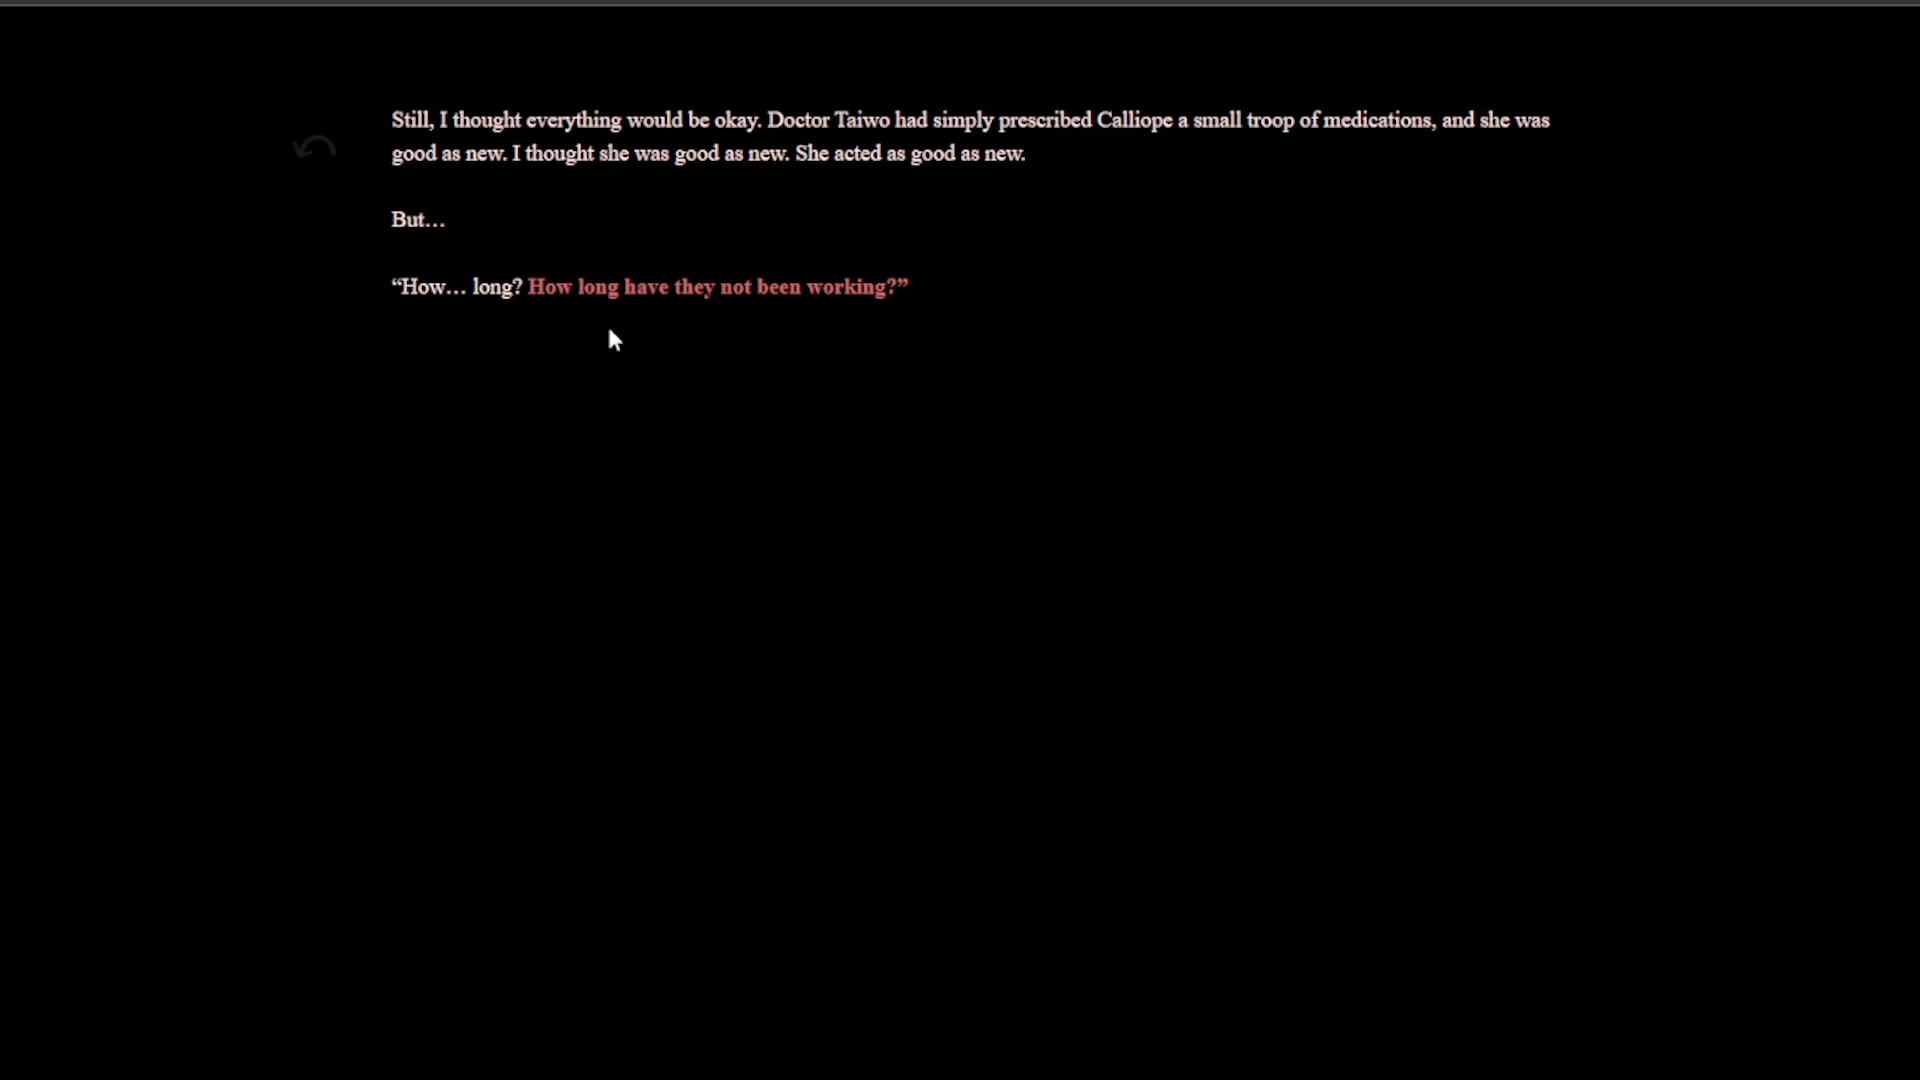 Still, I thought everything would be okay. Doctor Taiwo had simply prescribed Calliope a small troop of medications, and she was
good as new. I thought she was good as new. She acted as good as new.
But…
“How… long? How long have they not been working?”